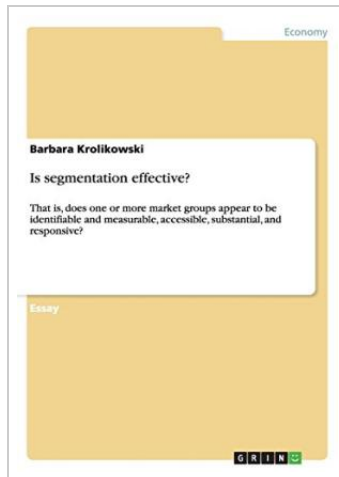 Economy
Barbara Krolikowski
Is segmentation effective?
That is, does one or more market groups appear to be
identifiable and measurable, accessible, substantial, and
responsive?
Essay
GRIN